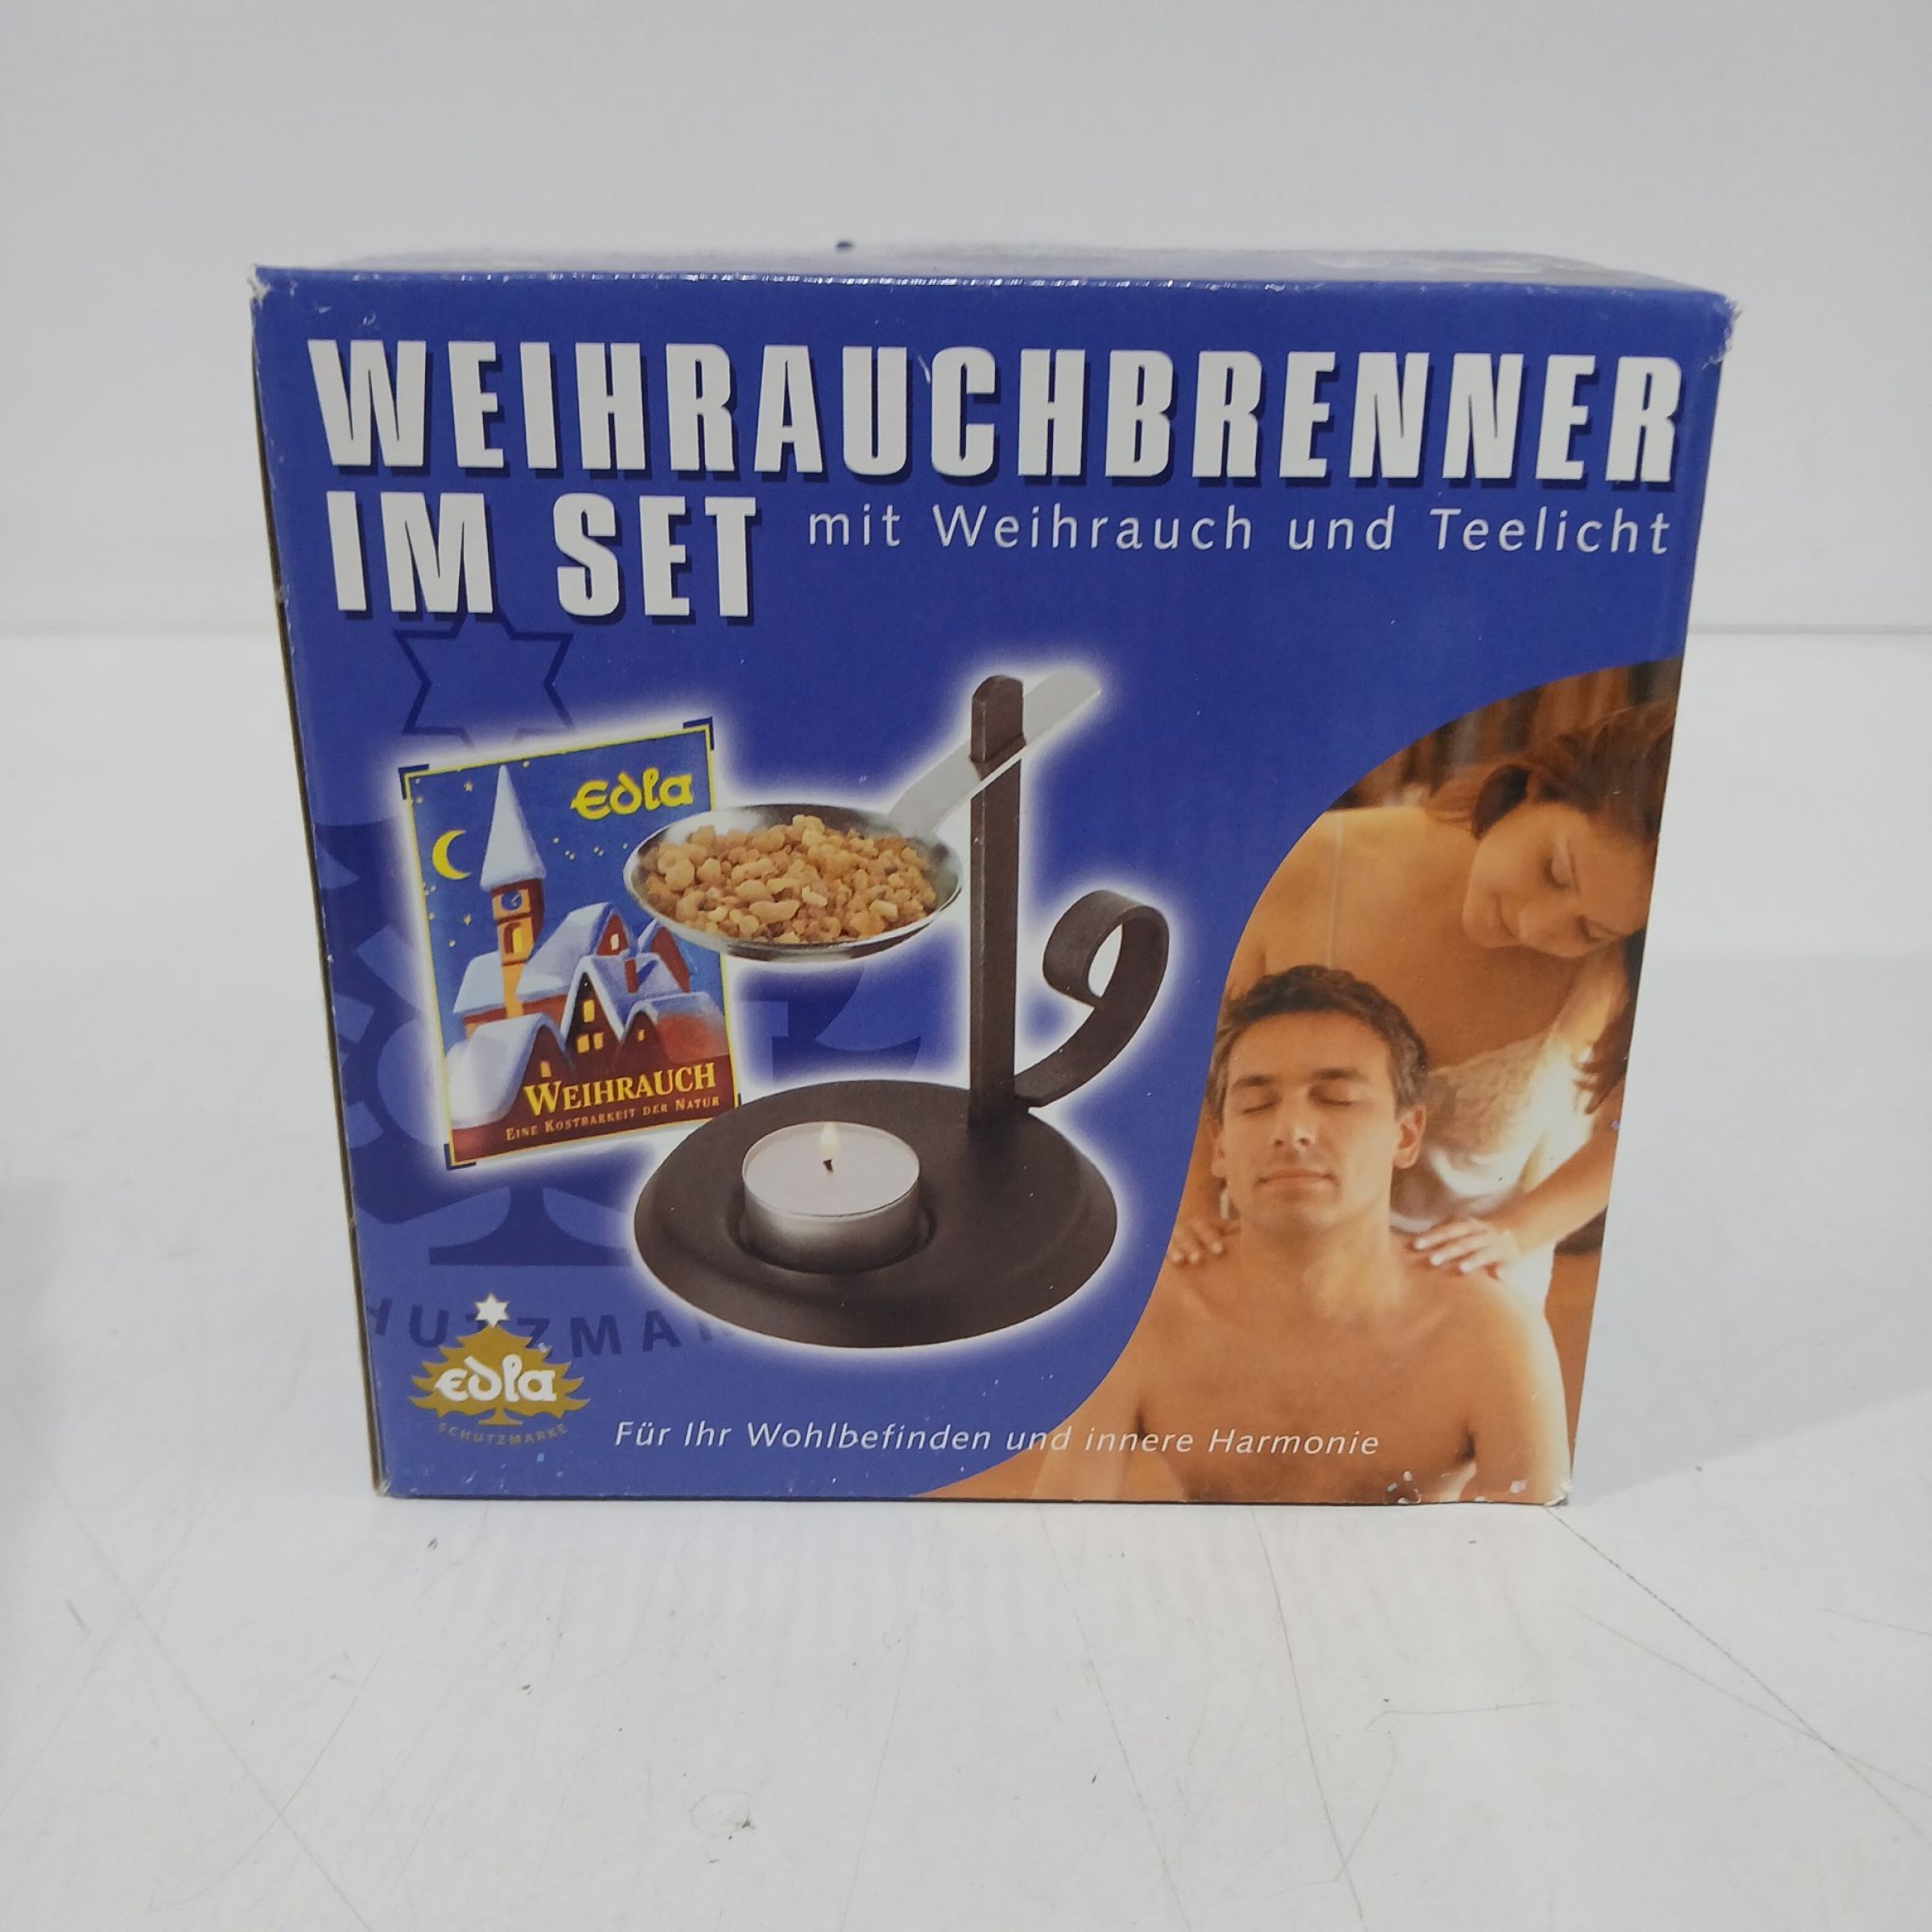 WEIHRAUCHBRENNER
IM SET mit Weihrauch und Teelicht
Edla
WEIHRAUCH
EINE KOSTBARKEIT DER NATUR
HUTZMA
edla
SCHUTZMARKE
Für Ihr Wohlbefinden und innere Harmonie